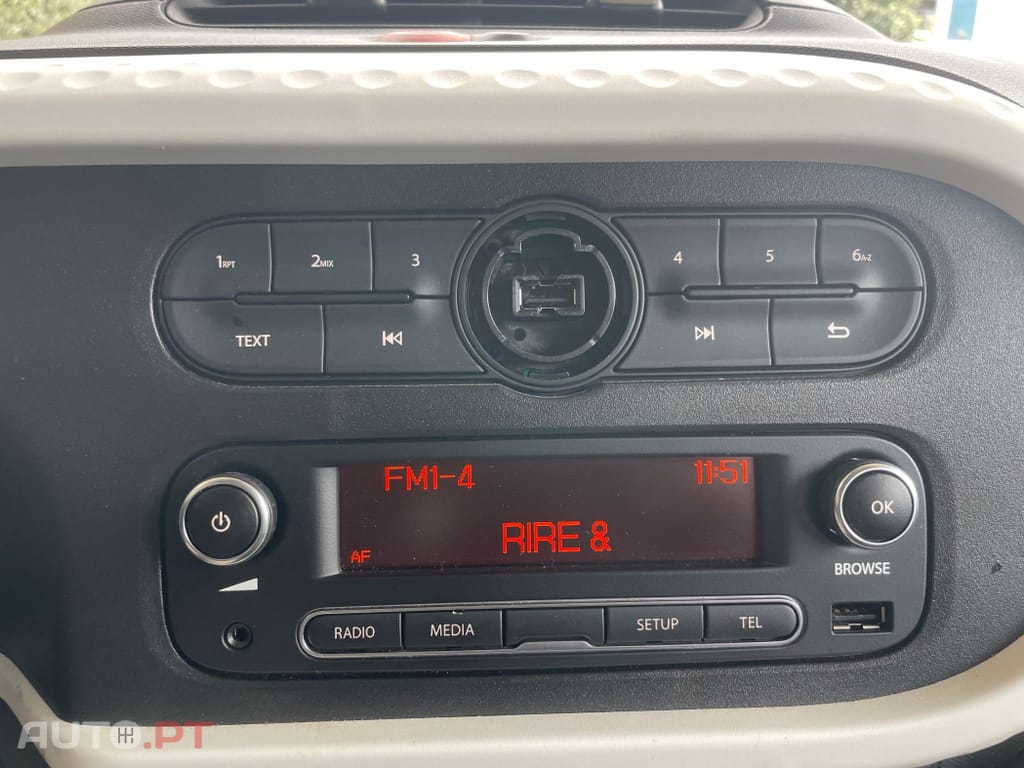 1RPT 2MIX 3 4 5 6A-Z
TEXT
FM1-4 11:51
RIRE &
AF
OK
BROWSE
RADIO MEDIA SETUP TEL
AUTO.PT